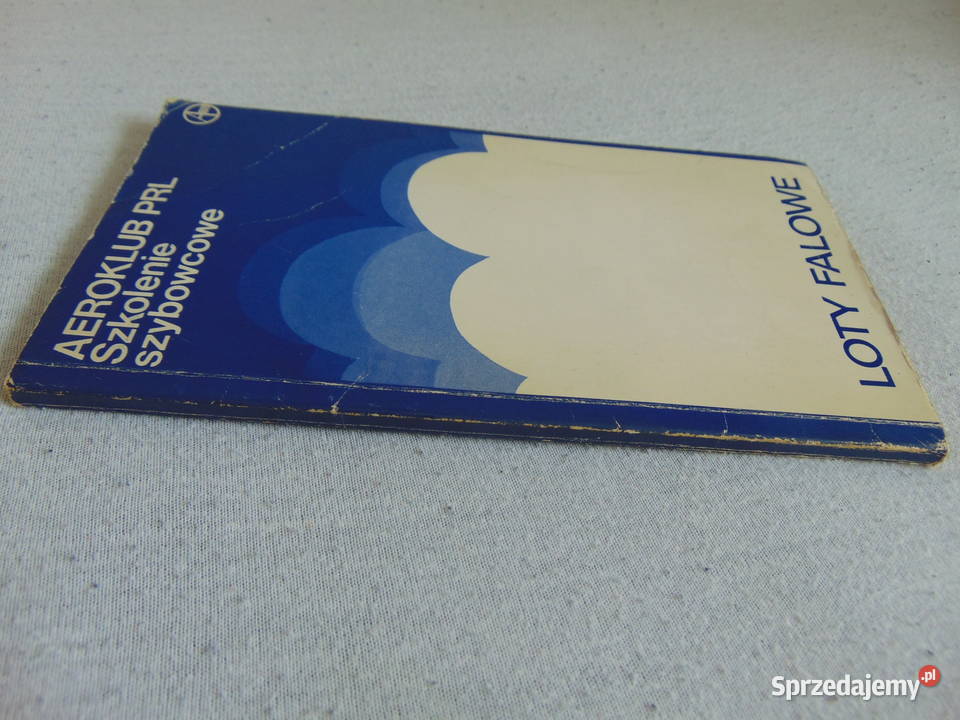 AEROKLUB PRL
Szkolenie
szybowcowe
LOTY FALOWE
Sprzedajemy.pl